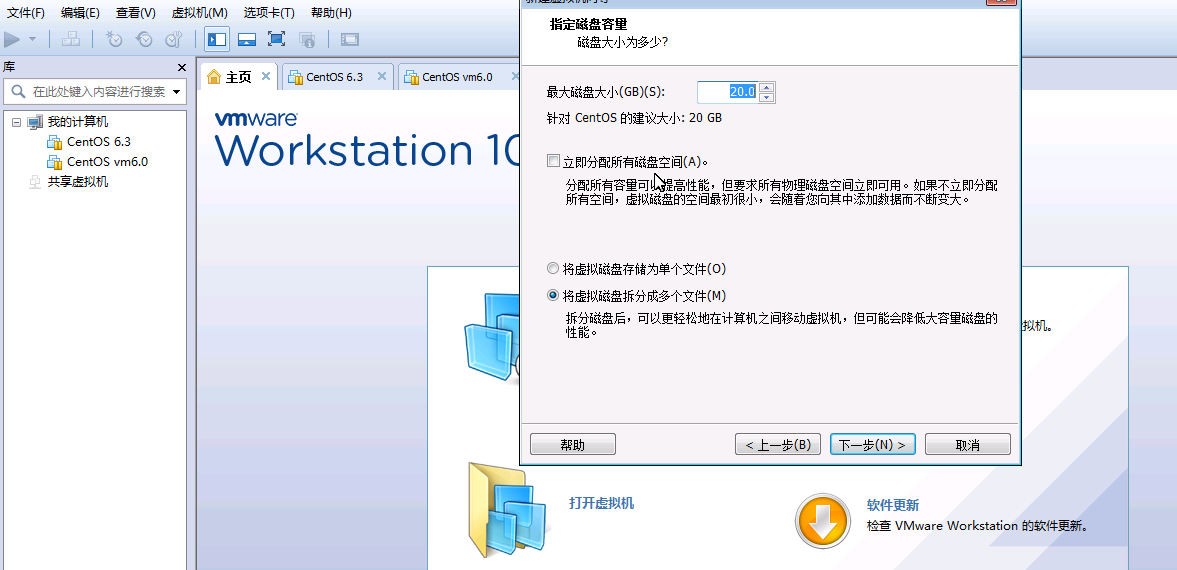 文件(F) 编辑(E) 查看(V) 虚拟机(M) 选项卡(T) 帮助(H)
库
在此处键入内容进行搜索
我的计算机
CentOS 6.3
CentOS vm6.0
共享虚拟机
主页 CentOS 6.3 CentOS vm6.0
vmware
Workstation 10
指定磁盘容量
磁盘大小为多少?
最大磁盘大小(GB)(S): 20.0
针对 CentOS 的建议大小: 20 GB
立即分配所有磁盘空间(A)。
分配所有容量可以提高性能，但要求所有物理磁盘空间立即可用。如果不立即分配
所有空间，虚拟磁盘的空间最初很小，会随着您向其中添加数据而不断变大。
将虚拟磁盘存储为单个文件(O)
将虚拟磁盘拆分成多个文件(M)
拆分磁盘后，可以更轻松地在计算机之间移动虚拟机，但可能会降低大容量磁盘的
性能。
拟机。
帮助 < 上一步(B) 下一步(N) > 取消
打开虚拟机
软件更新
检查 VMware Workstation 的软件更新。